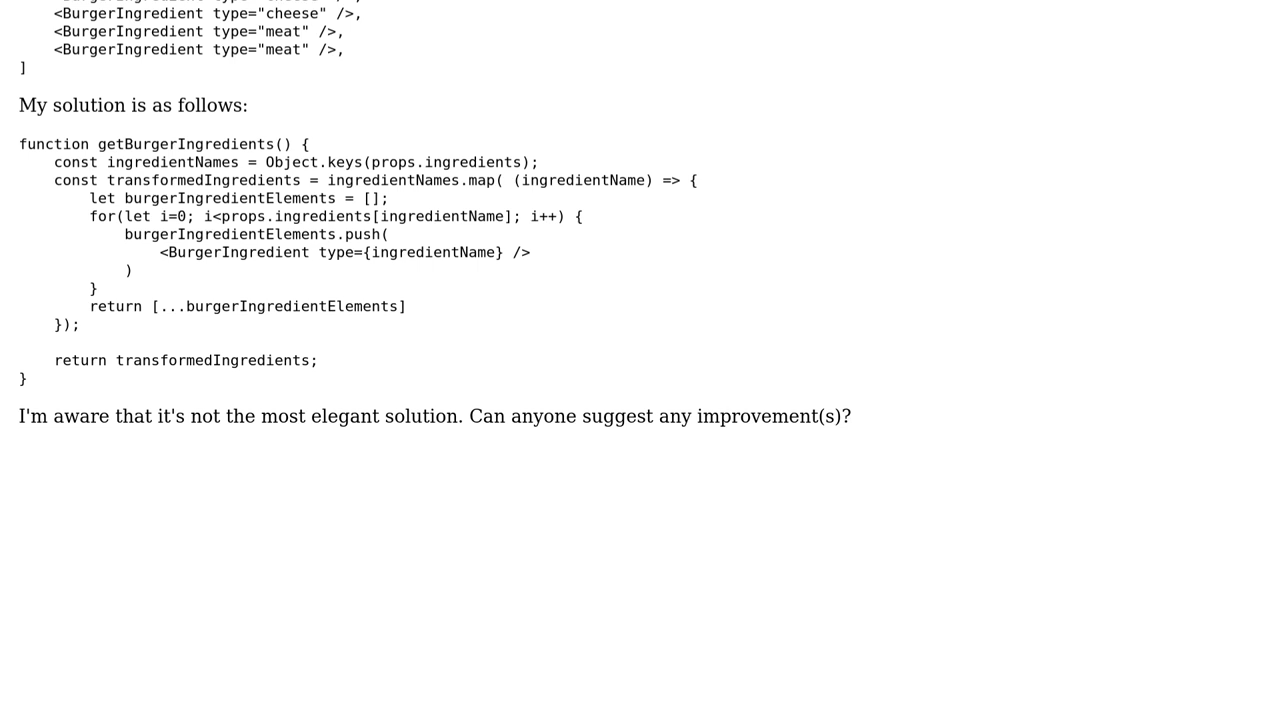 <BurgerIngredient type="cheese" />,
    <BurgerIngredient type="meat" />,
    <BurgerIngredient type="meat" />,
]
My solution is as follows:
function getBurgerIngredients() {
    const ingredientNames = Object.keys(props.ingredients);
    const transformedIngredients = ingredientNames.map( (ingredientName) => {
        let burgerIngredientElements = [];
        for(let i=0; i<props.ingredients[ingredientName]; i++) {
            burgerIngredientElements.push(
                <BurgerIngredient type={ingredientName} />
            )
        }
        return [...burgerIngredientElements]
    });

    return transformedIngredients;
}
I'm aware that it's not the most elegant solution. Can anyone suggest any improvement(s)?